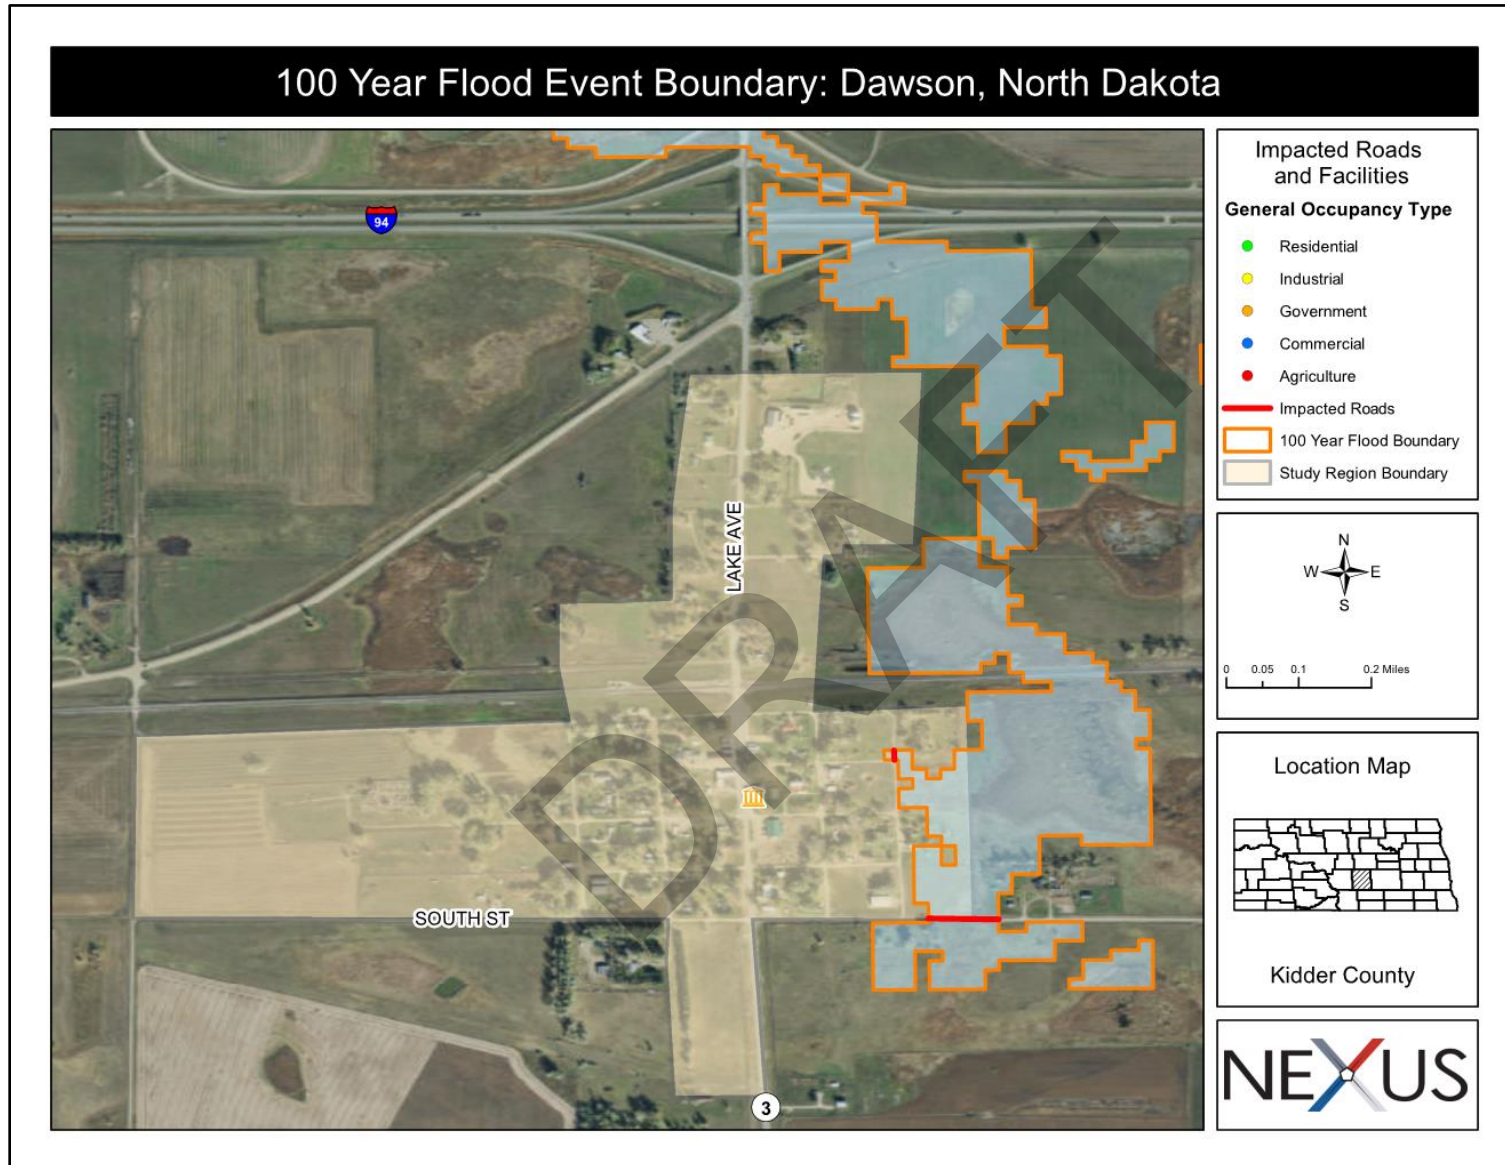 100 Year Flood Event Boundary: Dawson, North Dakota
94
LAKE AVE
SOUTH ST
3
DRAFT
Impacted Roads
and Facilities
General Occupancy Type
Residential
Industrial
Government
Commercial
Agriculture
Impacted Roads
100 Year Flood Boundary
Study Region Boundary
N
W E
S
0 0.05 0.1 0.2 Miles
Location Map
Kidder County
NEXUS